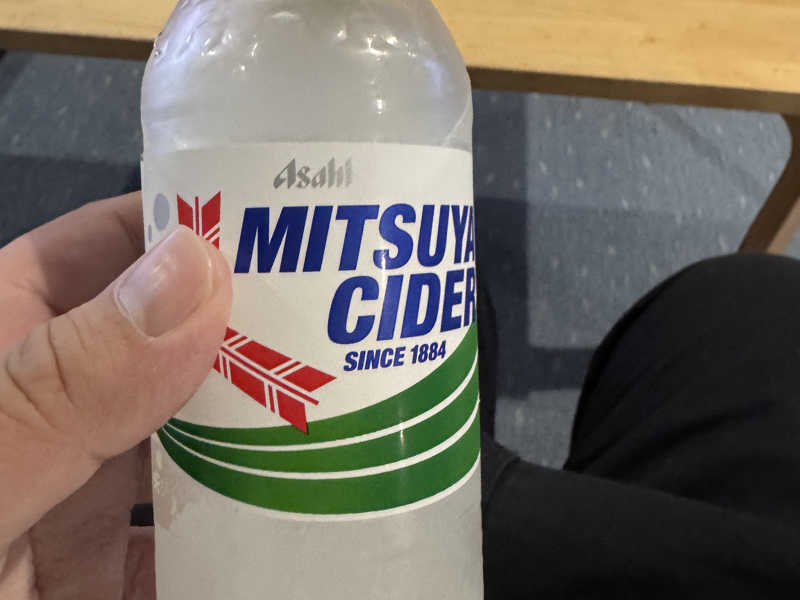 Asahi
MITSUYA
CIDER
SINCE 1884